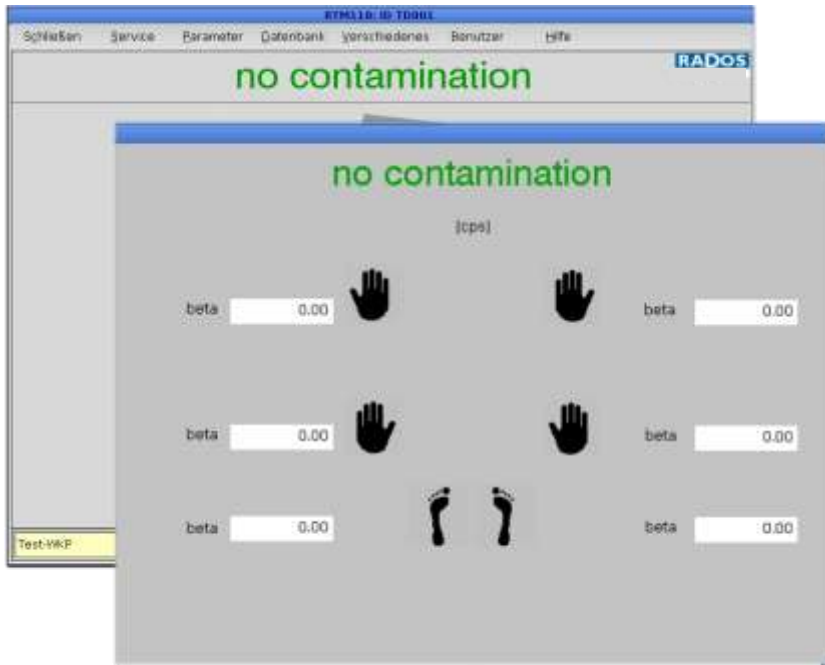 RTM110: ID TD001
Schließen Service Parameter Datenbank Verschiedenes Benutzer Hilfe
no contamination
RADOS
no contamination
[cps]
beta 0.00 beta 0.00
beta 0.00 beta 0.00
beta 0.00 beta 0.00
Test-WKP